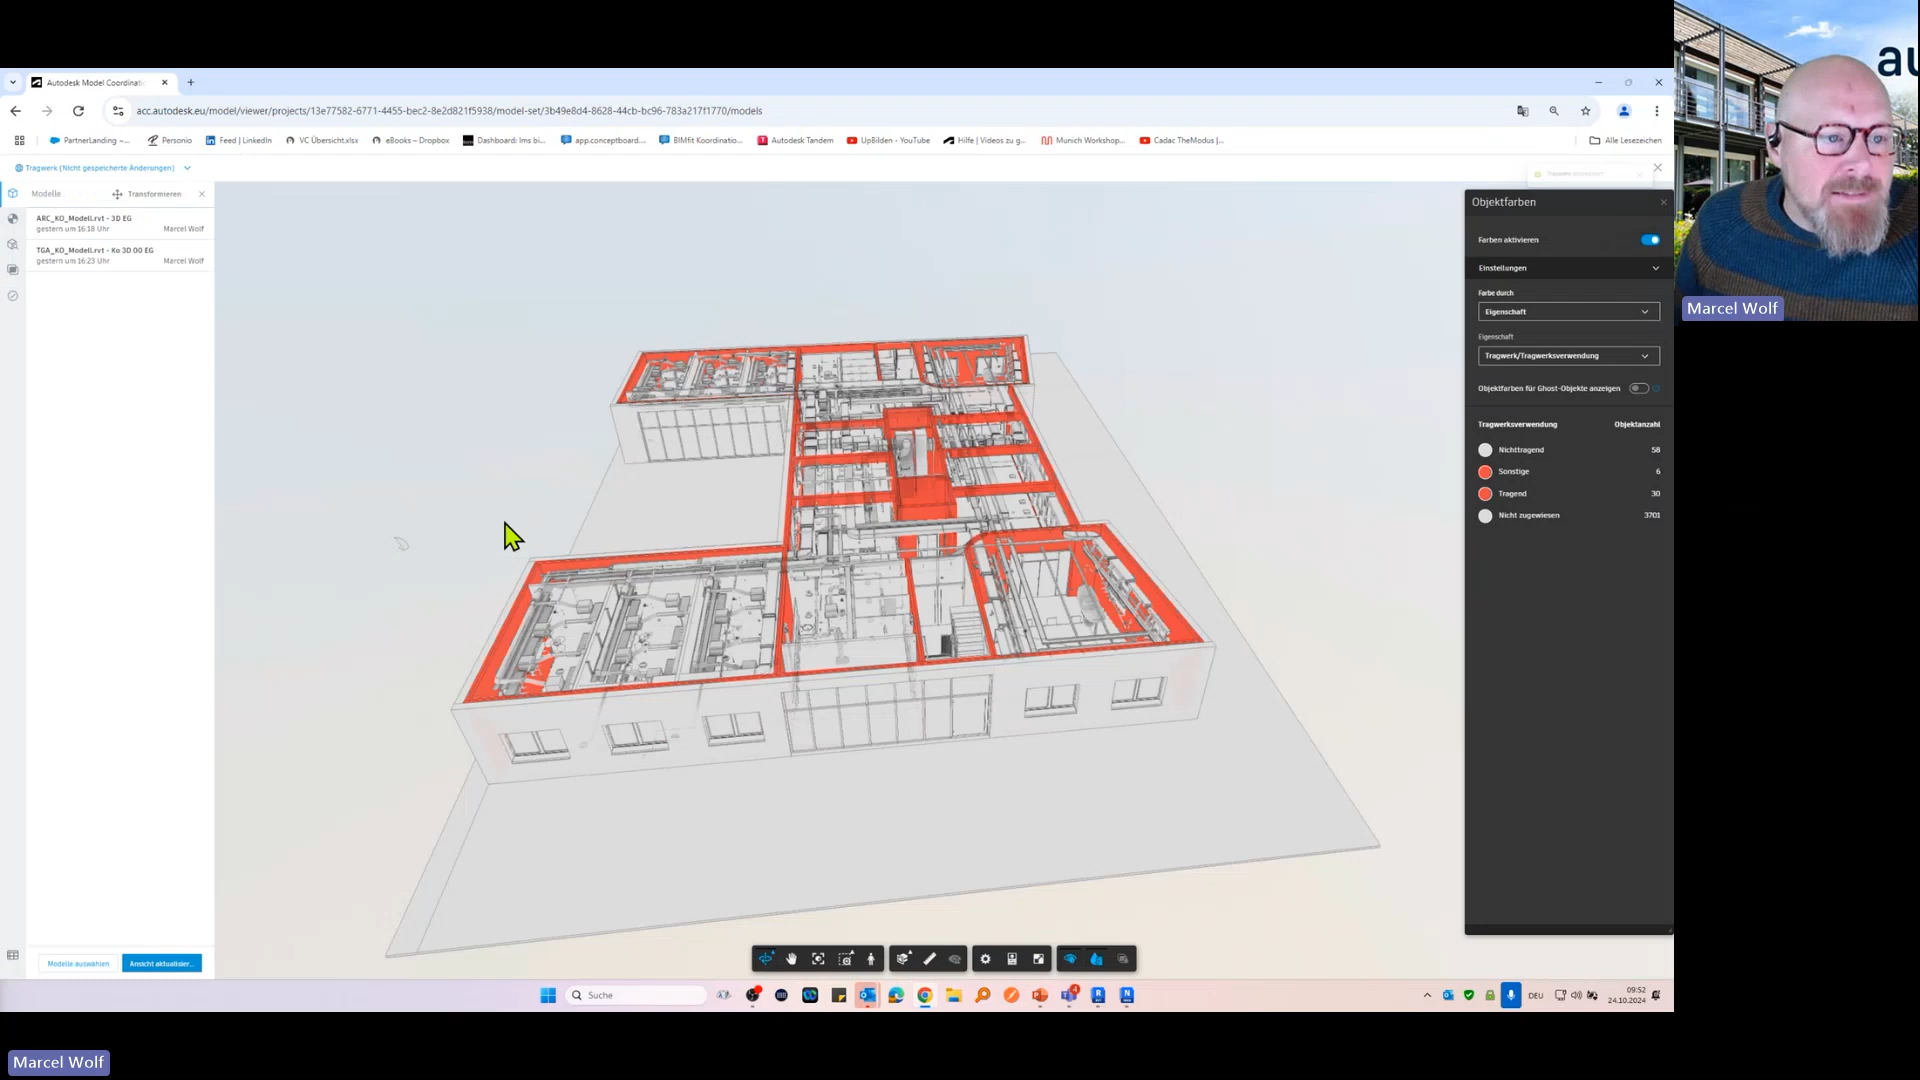 Autodesk Model Coordinati
acc.autodesk.eu/model/viewer/projects/13e77582-6771-4455-bec2-8e2d821f5938/model-set/3b49e8d4-8628-44cb-bc96-783a217f1770/models
PartnerLanding –... Personio Feed | LinkedIn VC Übersicht.xlsx eBooks – Dropbox Dashboard: lms bi... app.conceptboard.... BIMfit Koordinatio... Autodesk Tandem UpBilden - YouTube Hilfe | Videos zu g... Munich Workshop... Cadac TheModus |... Alle Lesezeichen
Tragwerk (Nicht gespeicherte Änderungen)
Modelle Transformieren
ARC_KO_Modell.rvt - 3D EG
gestern um 16:18 Uhr Marcel Wolf
TGA_KO_Modell.rvt - Ko 3D 00 EG
gestern um 16:23 Uhr Marcel Wolf
Modelle auswählen Ansicht aktualisier...
Objektfarben
Farben aktivieren
Einstellungen
Farbe durch
Eigenschaft
Eigenschaft
Tragwerk/Tragwerksverwendung
Objektfarben für Ghost-Objekte anzeigen
Tragwerksverwendung Objektanzahl
Nichttragend 58
Sonstige 6
Tragend 30
Nicht zugewiesen 3701
Suche
4
DEU
09:52
24.10.2024
au
Marcel Wolf
Marcel Wolf